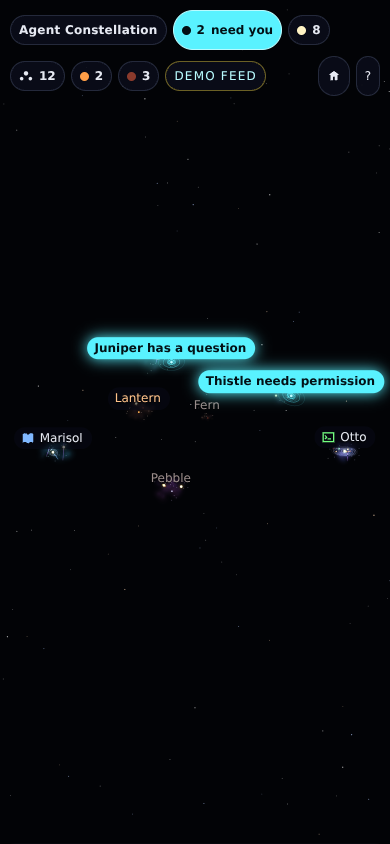 Agent Constellation
2 need you
8
12
2
3
DEMO FEED
?
Juniper has a question
Thistle needs permission
Lantern
Fern
Marisol
Otto
Pebble